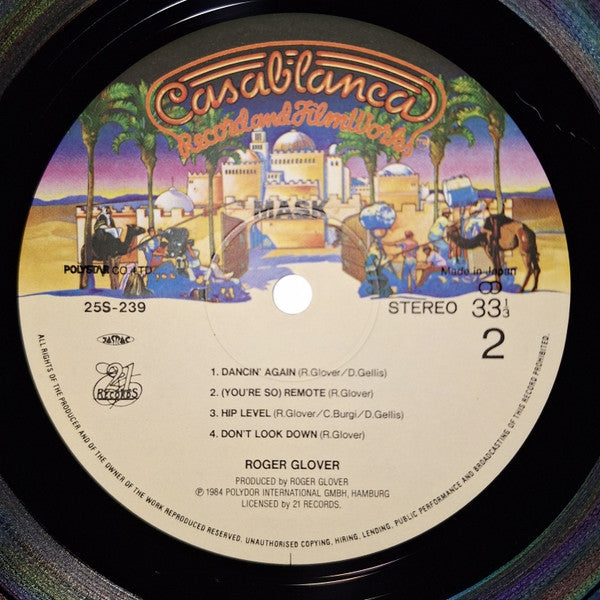 Casablanca
Record and FilmWorks
MASK
POLYSTAR CO., LTD.
Made in Japan
25S-239
STEREO 33 1/3
2
JASRAC
21
RECORDS
1. DANCIN' AGAIN (R.Glover/D.Gellis)
2. (YOU'RE SO) REMOTE (R.Glover)
3. HIP LEVEL (R.Glover/C.Burgi/D.Gellis)
4. DON'T LOOK DOWN (R.Glover)
ROGER GLOVER
PRODUCED by ROGER GLOVER
℗ 1984 POLYDOR INTERNATIONAL GMBH, HAMBURG
LICENSED by 21 RECORDS.
ALL RIGHTS OF THE PRODUCER AND OF THE OWNER OF THE WORK REPRODUCED RESERVED. UNAUTHORISED COPYING, HIRING, LENDING, PUBLIC PERFORMANCE AND BROADCASTING OF THIS RECORD PROHIBITED.